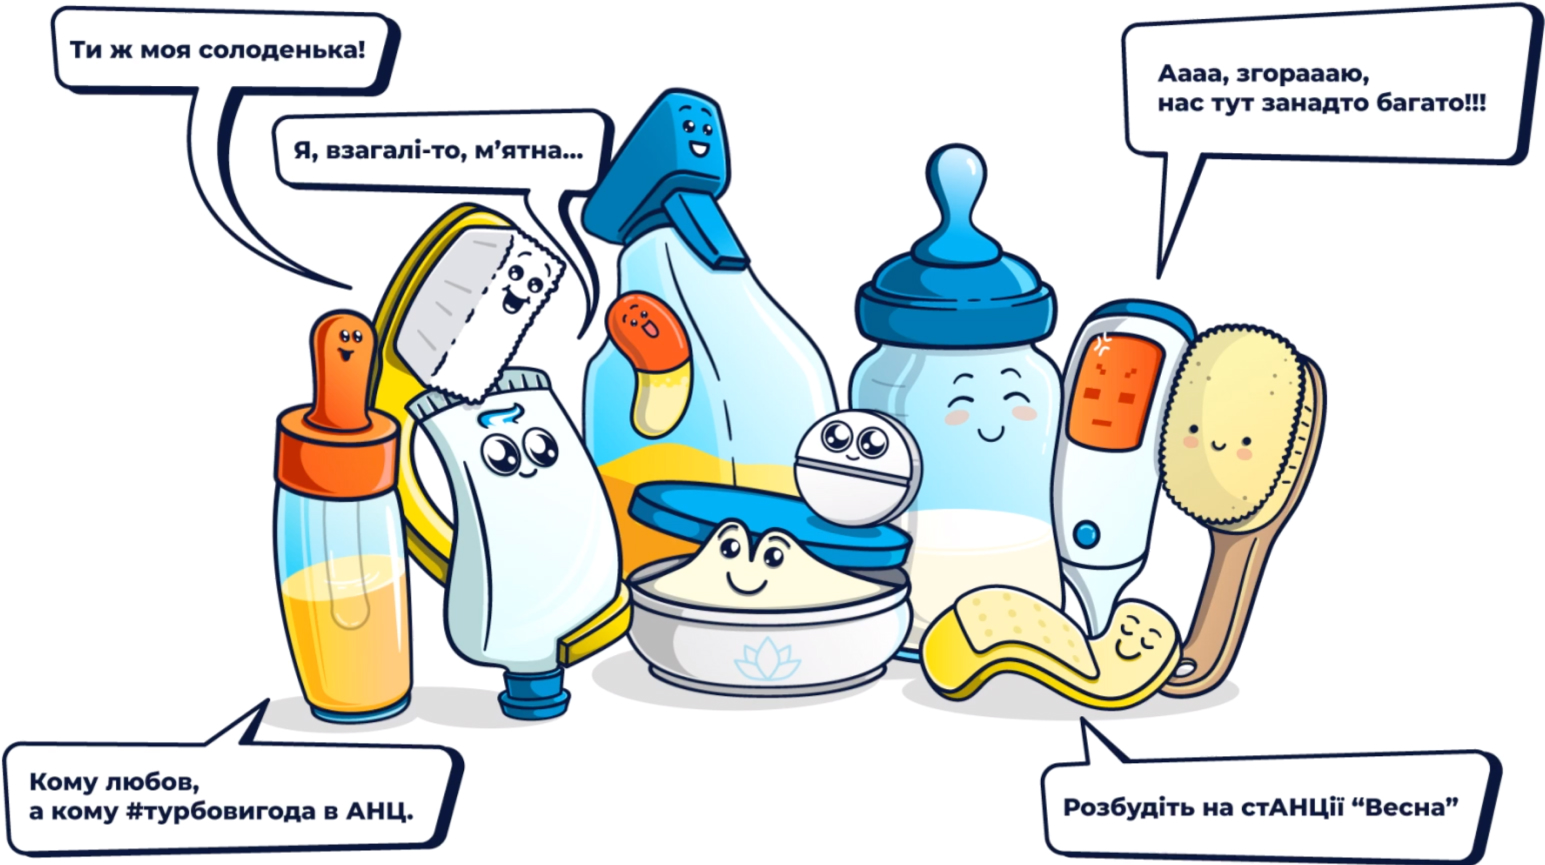 Ти ж моя солоденька!
Я, взагалі-то, м’ятна...
Аааа, згораааю,
нас тут занадто багато!!!
Кому любов,
а кому #турбовигода в АНЦ.
Розбудіть на стАНЦії “Весна”